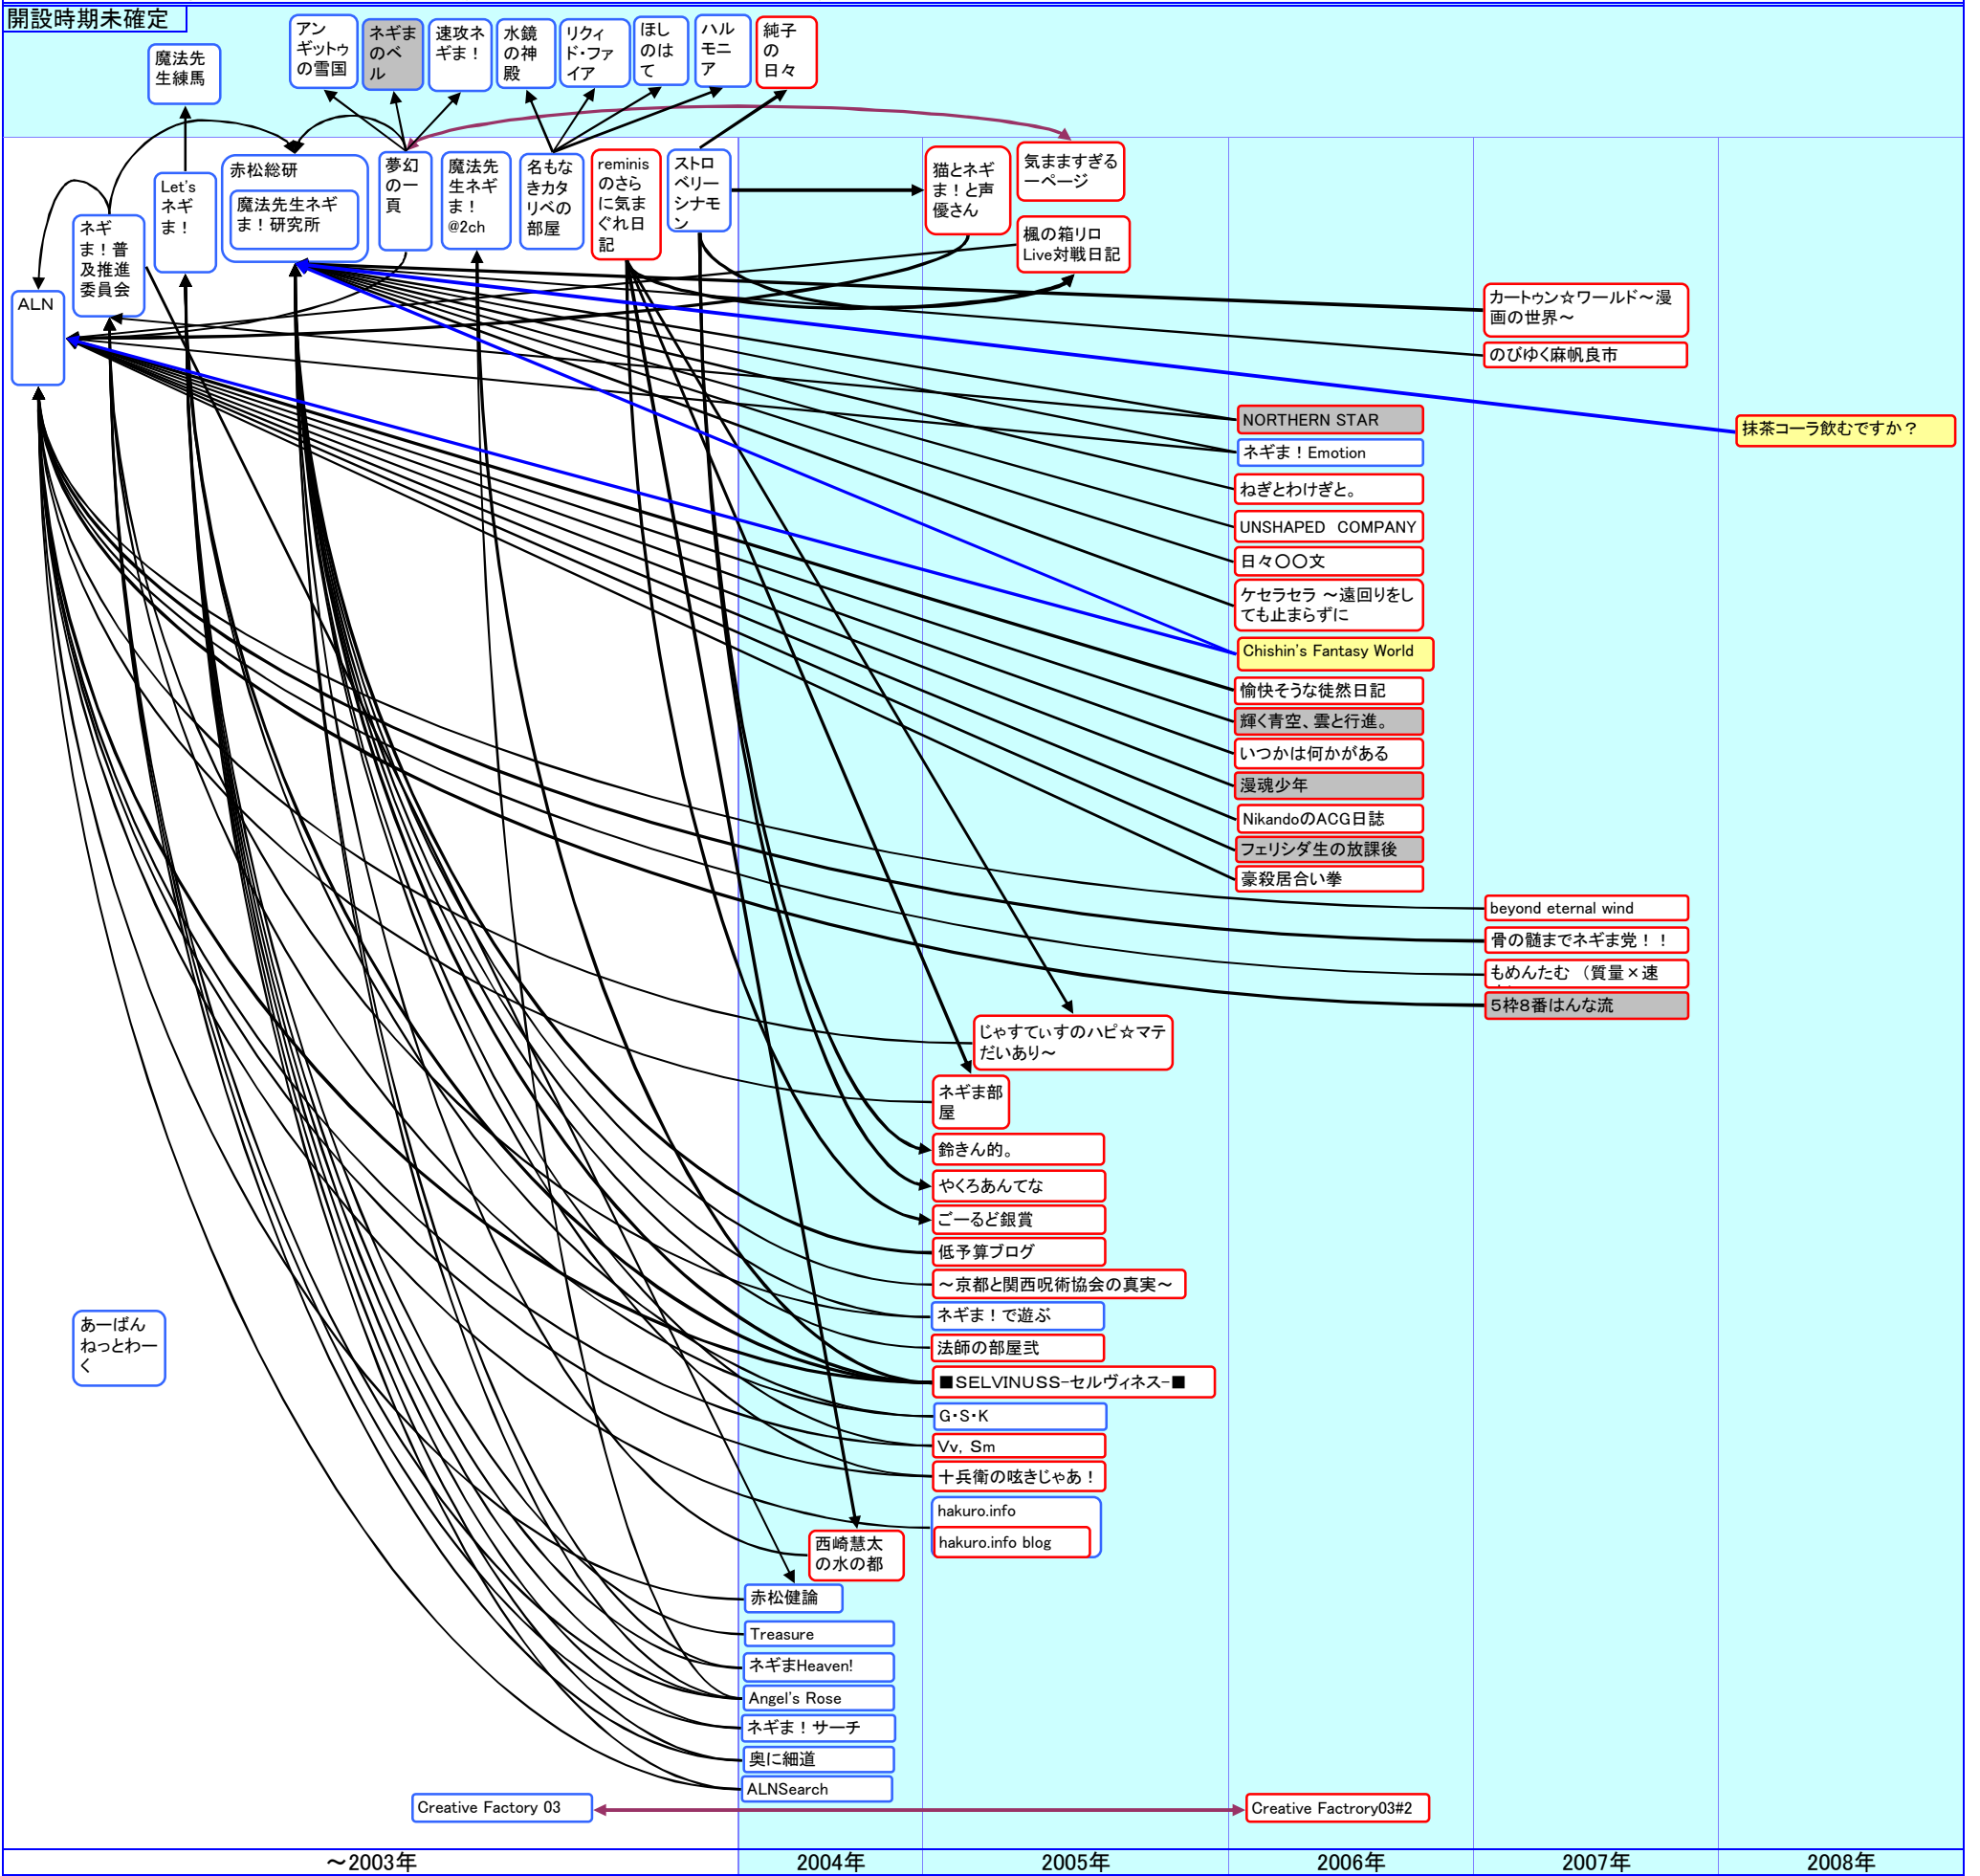 開設時期未確定
アン
ギットゥ
の雪国
ネギま
のベ
ル
速攻ネ
ギま！
水鏡
の神
殿
リクィ
ド・ファ
イア
ほし
のは
て
ハル
モニ
ア
純子
の
日々
魔法先
生練馬
赤松総研
魔法先生ネギ
ま！研究所
夢幻
の一
頁
魔法先
生ネギ
ま！
@2ch
名もな
きカタ
リベの
部屋
reminis
のさら
に気ま
ぐれ日
記
ストロ
ベリー
シナモ
ン
猫とネギ
ま！と声
優さん
気ままますぎる
ーページ
楓の箱リロ
Live対戦日記
Let's
ネギ
ま！
ネギ
ま！普
及推進
委員会
ALN
カートゥン☆ワールド～漫
画の世界～
のびゆく麻帆良市
NORTHERN STAR
抹茶コーラ飲むですか？
ネギま！Emotion
ねぎとわけぎと。
UNSHAPED COMPANY
日々〇〇文
ケセラセラ ～遠回りをし
ても止まらずに
Chishin's Fantasy World
愉快そうな徒然日記
輝く青空、雲と行進。
いつかは何かがある
漫魂少年
NikandoのACG日誌
フェリシダ生の放課後
豪殺居合い拳
beyond eternal wind
骨の髄までネギま党！！
もめんたむ （質量×速
５枠８番はんな流
じゃすてぃすのハピ☆マテ
だいあり～
ネギま部
屋
鈴きん的。
やくろあんてな
ごーるど銀賞
低予算ブログ
～京都と関西呪術協会の真実～
ネギま！で遊ぶ
法師の部屋弐
■SELVINUSS-セルヴィネス-■
G・S・K
Vv, Sm
十兵衛の呟きじゃあ！
hakuro.info
hakuro.info blog
あーぱん
ねっとわー
く
西崎慧太
の水の都
赤松健論
Treasure
ネギまHeaven!
Angel's Rose
ネギま！サーチ
奥に細道
ALNSearch
Creative Factory 03
Creative Factrory03#2
～2003年
2004年
2005年
2006年
2007年
2008年